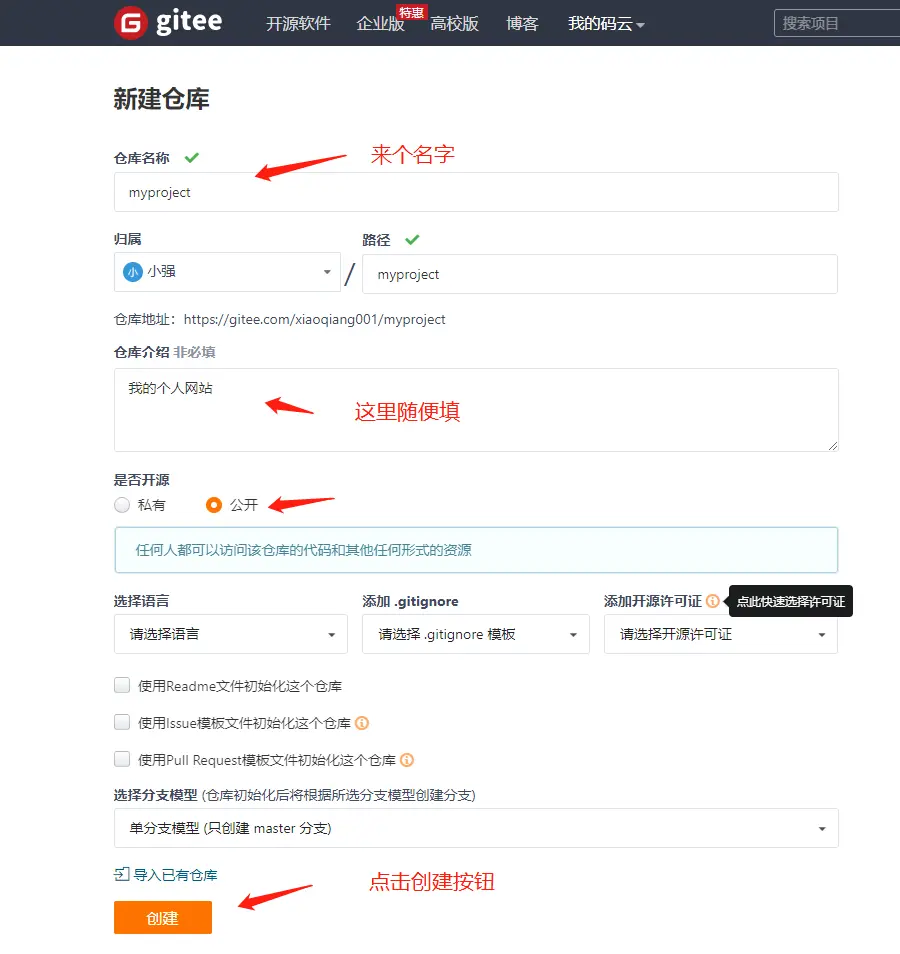 gitee 开源软件 企业版 特惠 高校版 博客 我的码云 搜索项目
新建仓库
仓库名称 来个名字
myproject
归属 路径
小 小强 / myproject
仓库地址：https://gitee.com/xiaoqiang001/myproject
仓库介绍 非必填
我的个人网站
这里随便填
是否开源
私有 公开
任何人都可以访问该仓库的代码和其他任何形式的资源
选择语言 添加 .gitignore 添加开源许可证 点此快速选择许可证
请选择语言 请选择 .gitignore 模板 请选择开源许可证
使用Readme文件初始化这个仓库
使用Issue模板文件初始化这个仓库
使用Pull Request模板文件初始化这个仓库
选择分支模型 (仓库初始化后将根据所选分支模型创建分支)
单分支模型 (只创建 master 分支)
导入已有仓库
点击创建按钮
创建